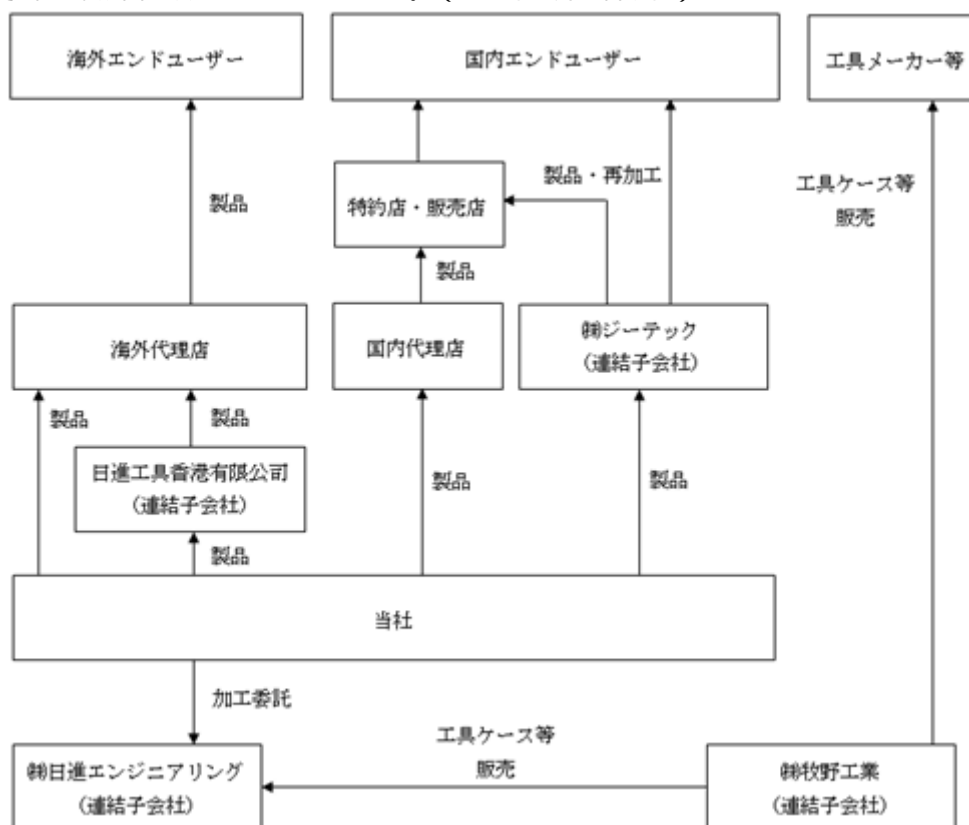 海外エンドユーザー
国内エンドユーザー
工具メーカー等
製品・再加工
工具ケース等
販売
製品
特約店・販売店
製品
海外代理店
国内代理店
㈱ジーテック
(連結子会社)
製品
製品
日進工具香港有限公司
(連結子会社)
製品
製品
製品
当社
加工委託
工具ケース等
販売
㈱日進エンジニアリング
(連結子会社)
㈱牧野工業
(連結子会社)